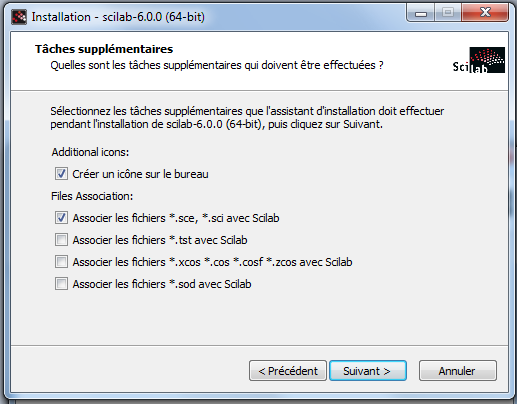 Installation - scilab-6.0.0 (64-bit)
Tâches supplémentaires
Quelles sont les tâches supplémentaires qui doivent être effectuées ?
Scilab
Sélectionnez les tâches supplémentaires que l'assistant d'installation doit effectuer
pendant l'installation de scilab-6.0.0 (64-bit), puis cliquez sur Suivant.
Additional icons:
Créer un icône sur le bureau
Files Association:
Associer les fichiers *.sce, *.sci avec Scilab
Associer les fichiers *.tst avec Scilab
Associer les fichiers *.xcos *.cos *.cosf *.zcos avec Scilab
Associer les fichiers *.sod avec Scilab
< Précédent
Suivant >
Annuler